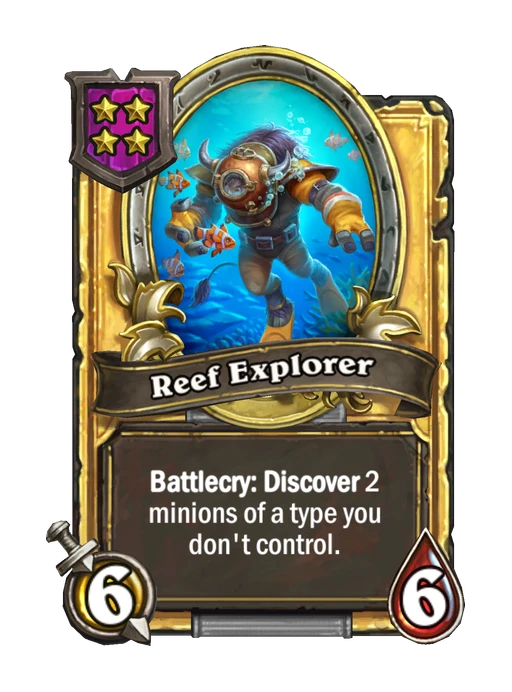 Reef Explorer
Battlecry: Discover 2
minions of a type you
don't control.
6
6